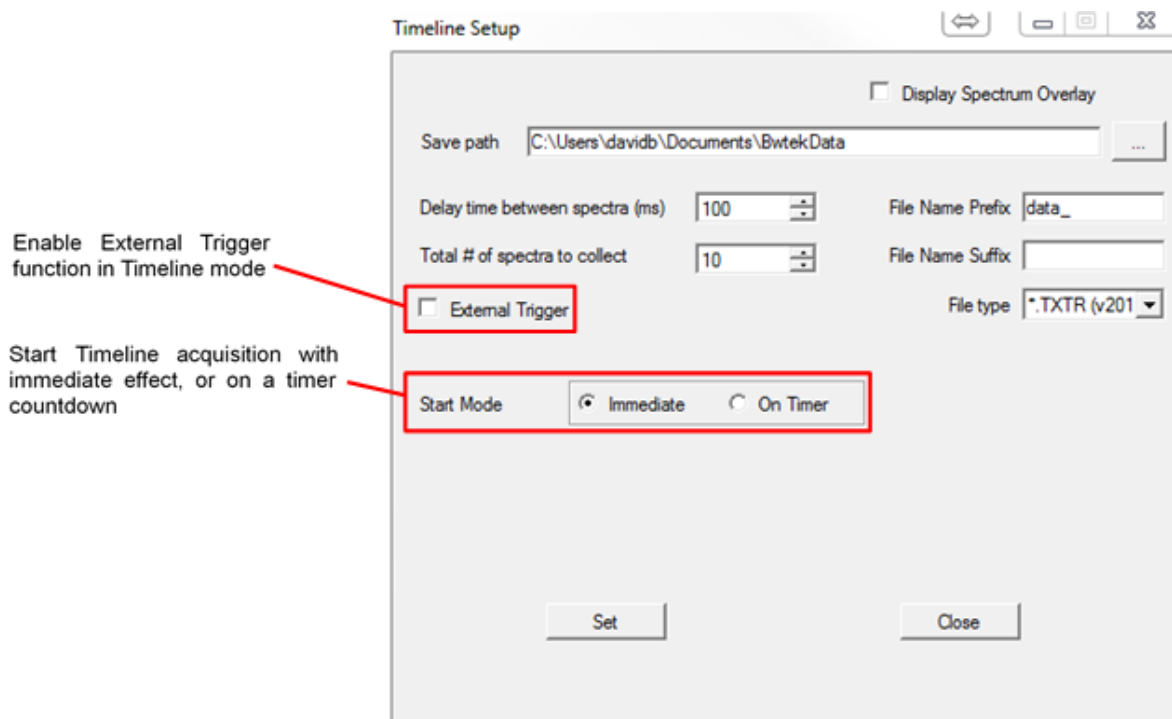 Timeline Setup
Display Spectrum Overlay
Save path C:\Users\davidb\Documents\BwtekData ...
Delay time between spectra (ms) 100 File Name Prefix data_
Total # of spectra to collect 10 File Name Suffix
External Trigger File type *.TXTR (v201
Enable External Trigger
function in Timeline mode
Start Timeline acquisition with
immediate effect, or on a timer
countdown
Start Mode Immediate On Timer
Set Close